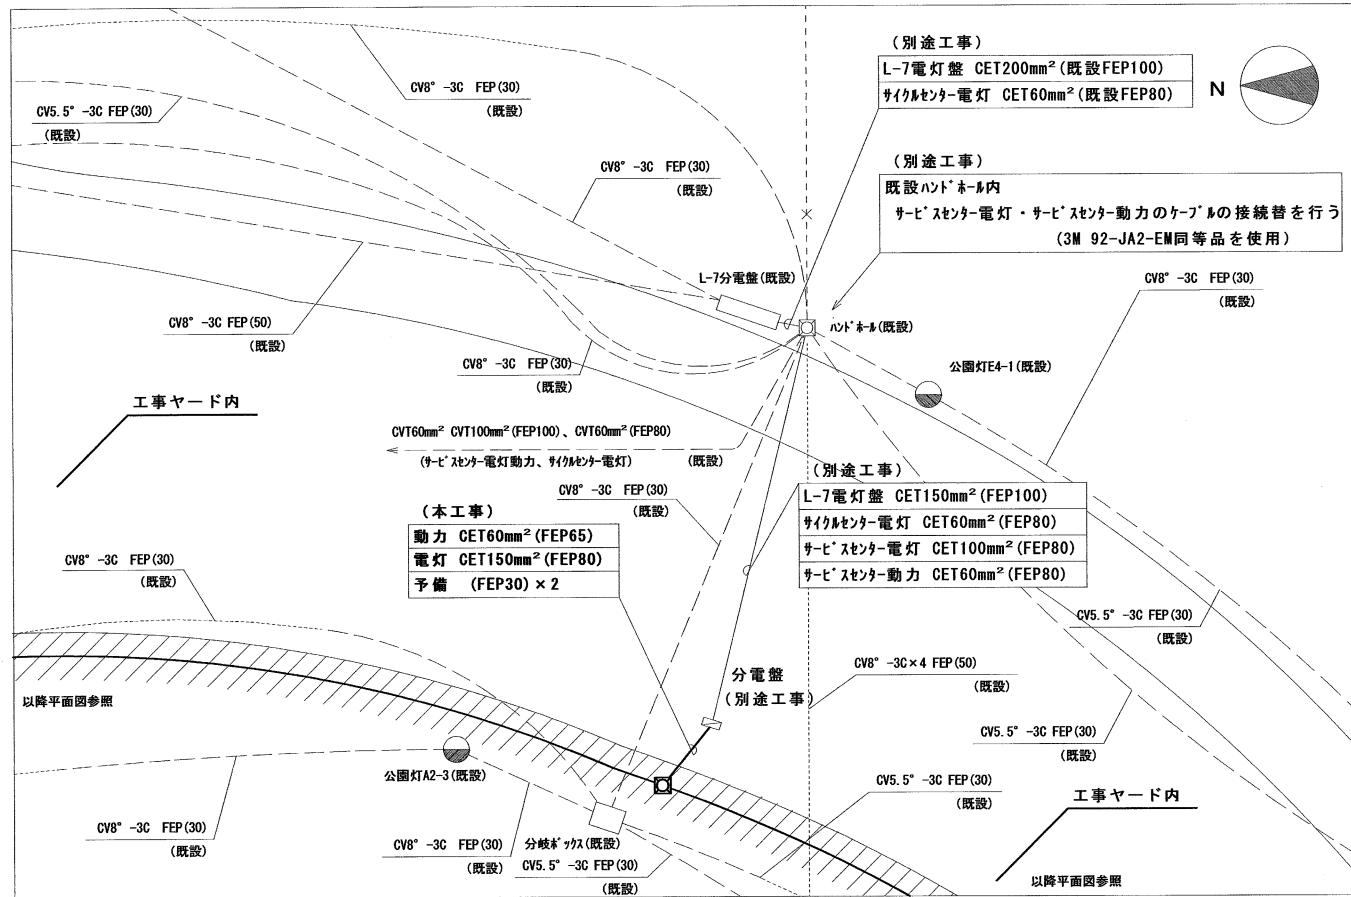 (別途工事)
L-7電灯盤 CET200mm²(既設FEP100)
ｻｲｸﾙｾﾝﾀｰ電灯 CET60mm²(既設FEP80)
N
CV8° -3C FEP(30)
(既設)
CV5.5° -3C FEP(30)
(既設)
CV8° -3C FEP(30)
(既設)
(別途工事)
既設ﾊﾝﾄﾞﾎｰﾙ内
ｻｰﾋﾞｽｾﾝﾀｰ電灯・ｻｰﾋﾞｽｾﾝﾀｰ動力のｹｰﾌﾞﾙの接続替を行う
(3M 92-JA2-EM同等品を使用)
L-7分電盤(既設)
CV8° -3C FEP(30)
(既設)
CV8° -3C FEP(50)
(既設)
ﾊﾝﾄﾞﾎｰﾙ(既設)
CV8° -3C FEP(30)
(既設)
公園灯E4-1(既設)
工事ヤード内
CVT60mm² CVT100mm²(FEP100)、CVT60mm²(FEP80)
(ｻｰﾋﾞｽｾﾝﾀｰ電灯動力、ｻｲｸﾙｾﾝﾀｰ電灯) (既設)
(別途工事)
L-7電灯盤 CET150mm²(FEP100)
ｻｲｸﾙｾﾝﾀｰ電灯 CET60mm²(FEP80)
ｻｰﾋﾞｽｾﾝﾀｰ電灯 CET100mm²(FEP80)
ｻｰﾋﾞｽｾﾝﾀｰ動力 CET60mm²(FEP80)
CV8° -3C FEP(30)
(既設)
(本工事)
動力 CET60mm²(FEP65)
電灯 CET150mm²(FEP80)
予備 (FEP30)×2
CV8° -3C FEP(30)
(既設)
CV5.5° -3C FEP(30)
(既設)
分電盤
(別途工事)
CV8° -3C×4 FEP(50)
(既設)
以降平面図参照
CV5.5° -3C FEP(30)
(既設)
公園灯A2-3(既設)
CV5.5° -3C FEP(30)
(既設)
工事ヤード内
CV8° -3C FEP(30)
(既設)
CV8° -3C FEP(30)
(既設)
分岐ﾎﾞｯｸｽ(既設)
CV5.5° -3C FEP(30)
(既設)
以降平面図参照